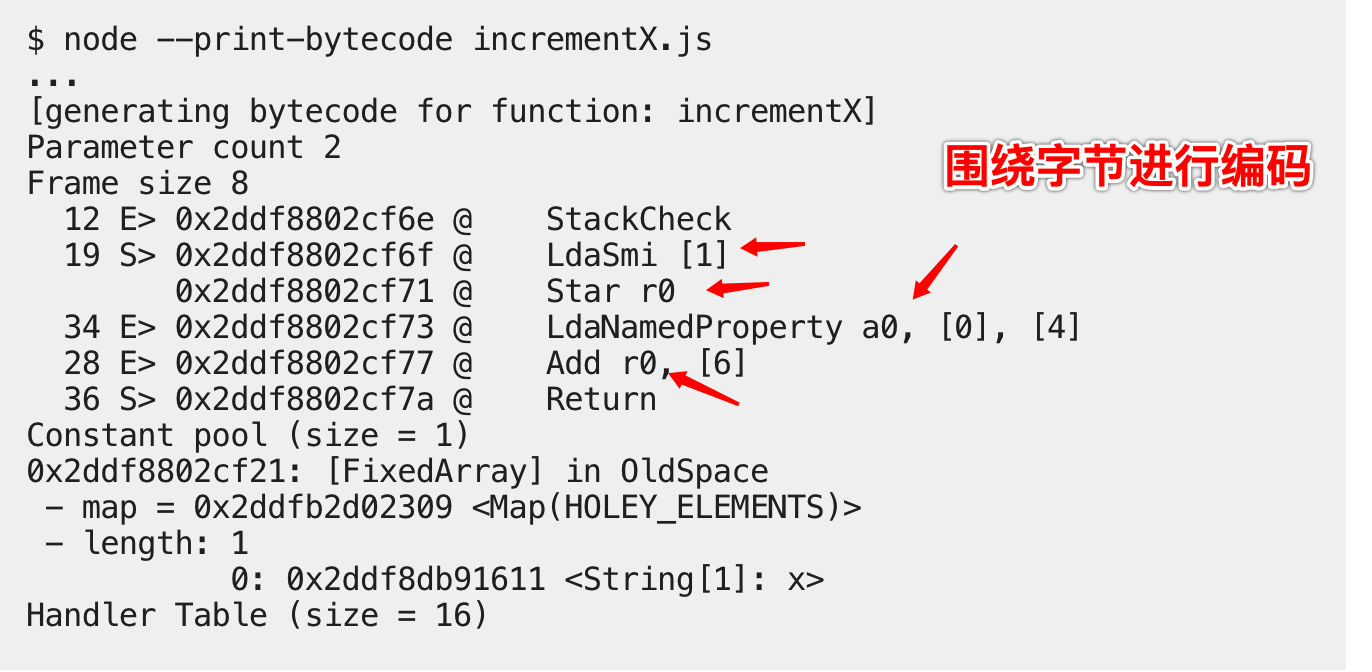 $ node --print-bytecode incrementX.js
...
[generating bytecode for function: incrementX]
Parameter count 2
围绕字节进行编码
Frame size 8
12 E> 0x2ddf8802cf6e @ StackCheck
19 S> 0x2ddf8802cf6f @ LdaSmi [1]
0x2ddf8802cf71 @ Star r0
34 E> 0x2ddf8802cf73 @ LdaNamedProperty a0, [0], [4]
28 E> 0x2ddf8802cf77 @ Add r0, [6]
36 S> 0x2ddf8802cf7a @ Return
Constant pool (size = 1)
0x2ddf8802cf21: [FixedArray] in OldSpace
- map = 0x2ddfb2d02309 <Map(HOLEY_ELEMENTS)>
- length: 1
0: 0x2ddf8db91611 <String[1]: x>
Handler Table (size = 16)